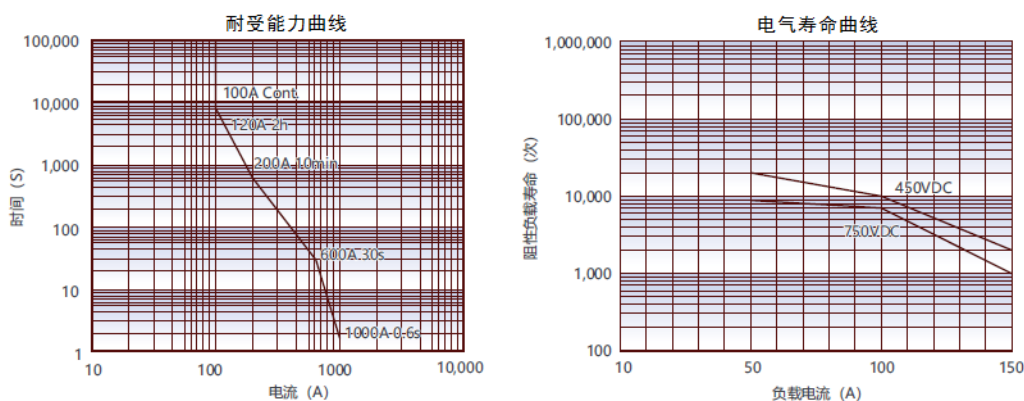 耐受能力曲线
100,000
10,000
1,000
100
10
1
时间 (S)
100A Cont.
120A 2h
200A 10min
600A 30s
1000A 0.6s
10
100
1000
10,000
电流 (A)
电气寿命曲线
1,000,000
100,000
10,000
1,000
100
阻性负载寿命 (次)
450VDC
750VDC
10
50
100
150
负载电流 (A)